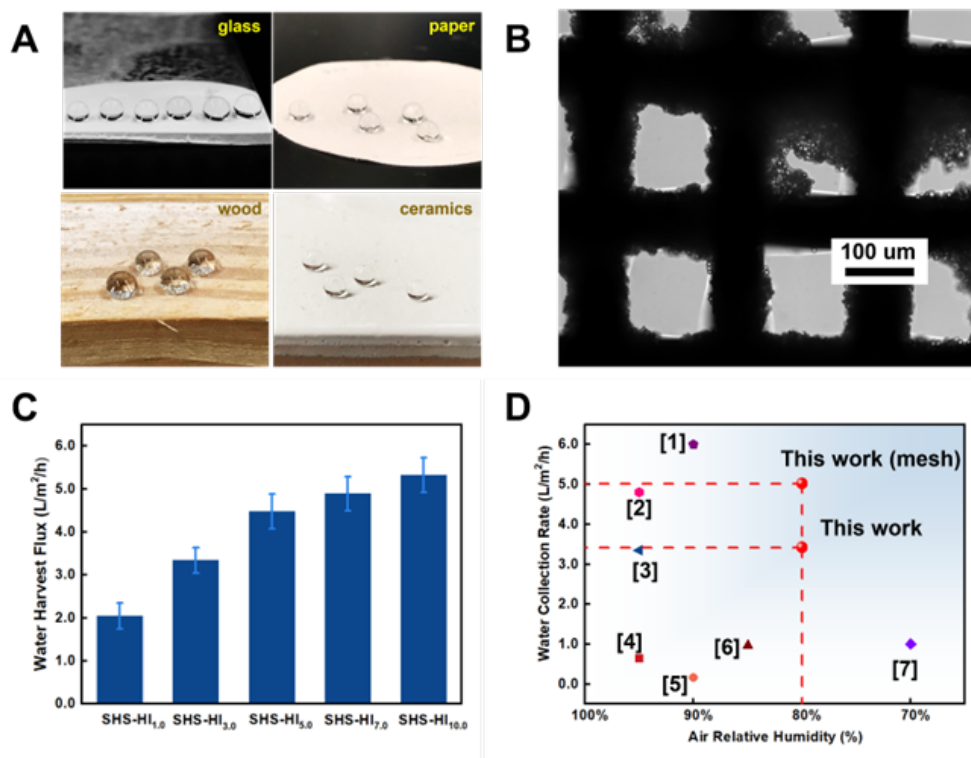 A
glass
paper
wood
ceramics
B
100 um
C
Water Harvest Flux (L/m²/h)
6.0
5.0
4.0
3.0
2.0
1.0
0.0
SHS-HI₁.₀
SHS-HI₃.₀
SHS-HI₅.₀
SHS-HI₇.₀
SHS-HI₁₀.₀
D
Water Collection Rate (L/m²/h)
6.0
5.0
4.0
3.0
2.0
1.0
0.0
[1]
This work (mesh)
[2]
This work
[3]
[4]
[6]
[5]
[7]
100%
90%
80%
70%
Air Relative Humidity (%)